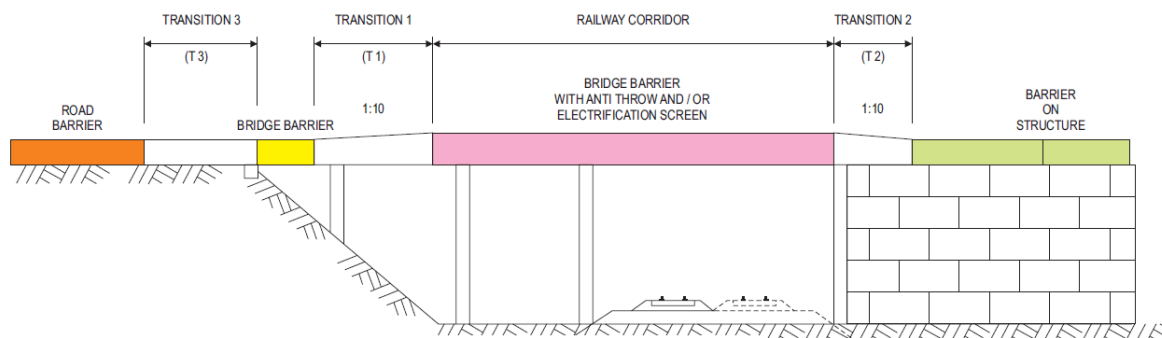 TRANSITION 3
TRANSITION 1
RAILWAY CORRIDOR
TRANSITION 2
(T 3)
(T 1)
(T 2)
ROAD
BARRIER
BRIDGE BARRIER
1:10
BRIDGE BARRIER
WITH ANTI THROW AND / OR
ELECTRIFICATION SCREEN
1:10
BARRIER
ON
STRUCTURE